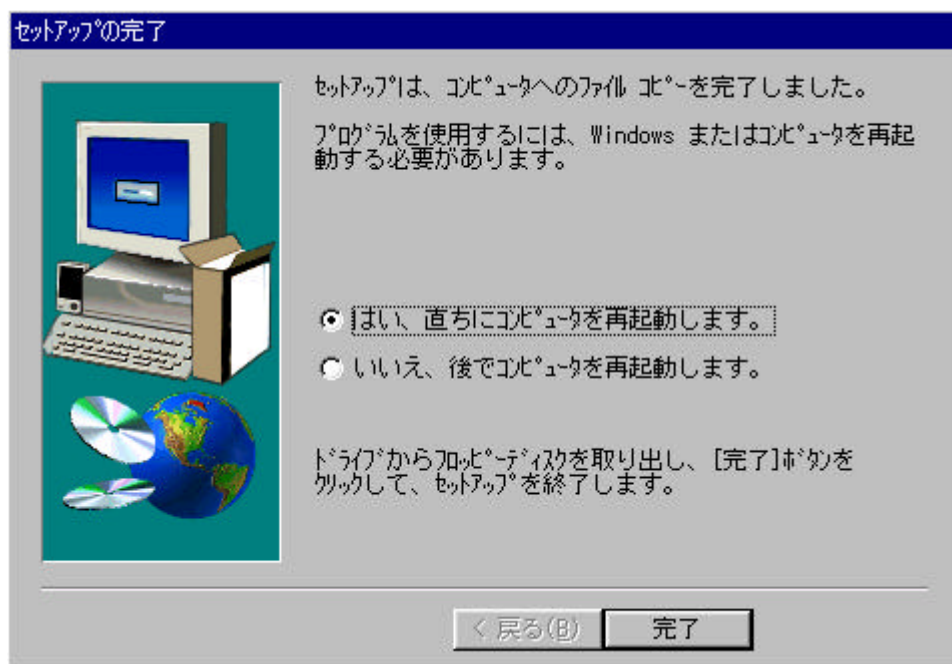 ｾｯﾄｱｯﾌﾟの完了
ｾｯﾄｱｯﾌﾟは、ｺﾝﾋﾟｭｰﾀへのﾌｧｲﾙ ｺﾋﾟｰを完了しました。
ﾌﾟﾛｸﾞﾗﾑを使用するには、Windows またはｺﾝﾋﾟｭｰﾀを再起
動する必要があります。
はい、直ちにｺﾝﾋﾟｭｰﾀを再起動します。
いいえ、後でｺﾝﾋﾟｭｰﾀを再起動します。
ﾄﾞﾗｲﾌﾞからﾌﾛｯﾋﾟｰﾃﾞｨｽｸを取り出し、[完了]ﾎﾞﾀﾝを
ｸﾘｯｸして、ｾｯﾄｱｯﾌﾟを終了します。
< 戻る(B)
完了